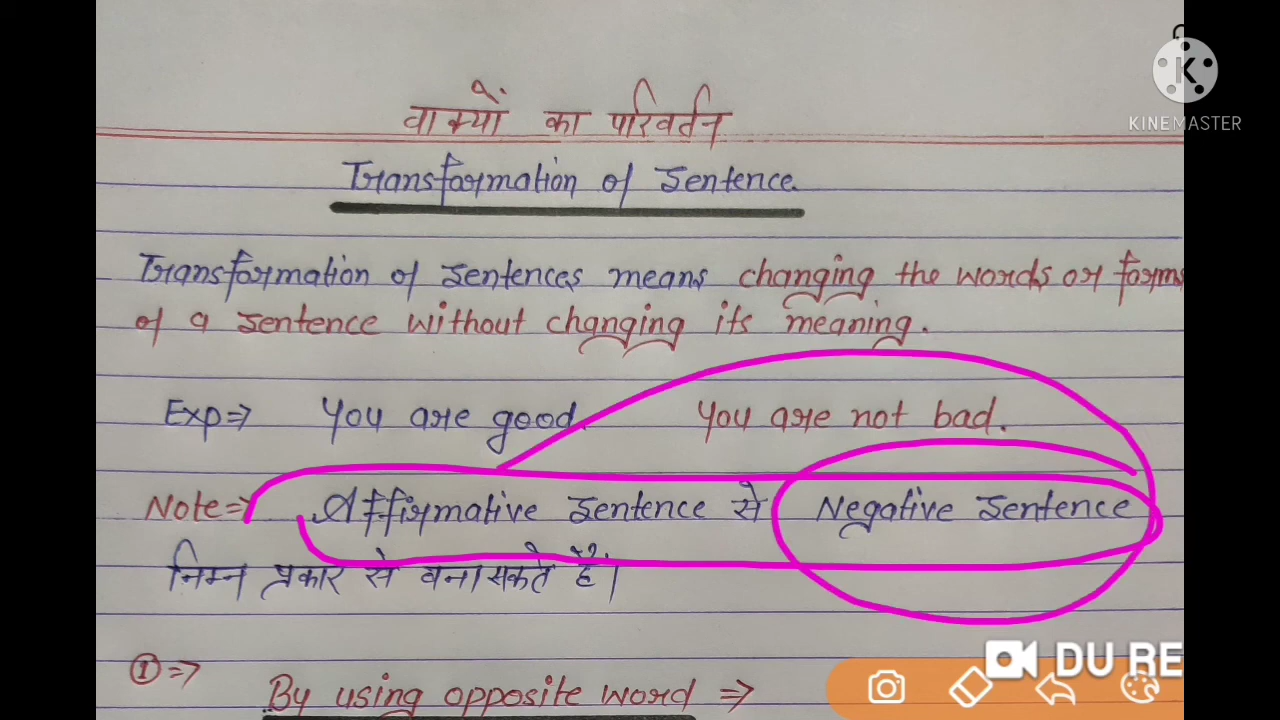 वाक्यों का परिवर्तन
KINEMASTER
Transformation of Sentence.
Transformation of Sentences means changing the words or forms
of a sentence without changing its meaning.
Exp⇒ You are good. You are not bad.
Note⇒ Affirmative Sentence से Negative Sentence
निम्न प्रकार से बना सकते हैं।
①⇒ By using opposite word ⇒
DU RE